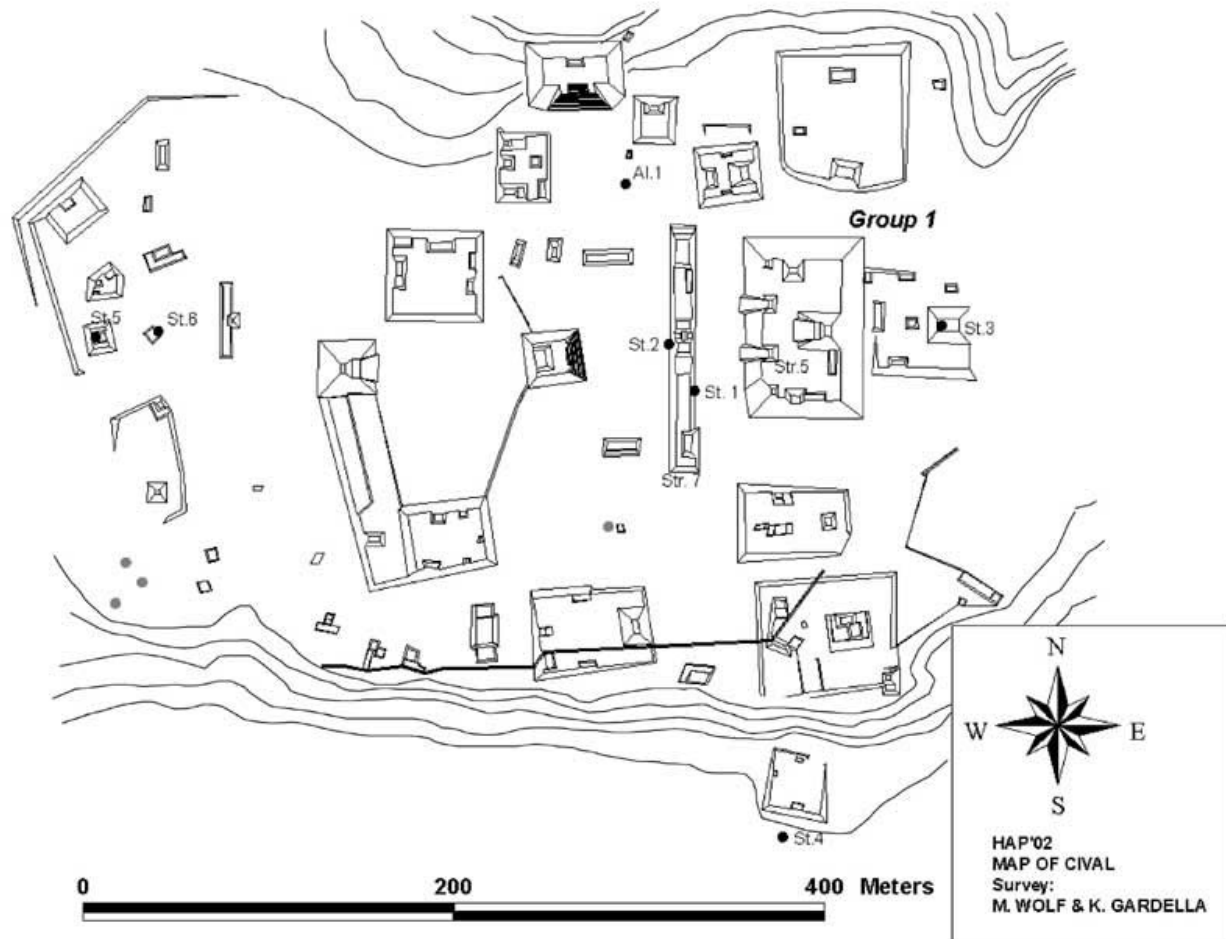 Al.1
Group 1
St.5
St.6
St.2
St.3
Str.5
St. 1
Str. 7
N
W E
S
St.4
0 200 400 Meters
HAP'02
MAP OF CIVAL
Survey:
M. WOLF & K. GARDELLA